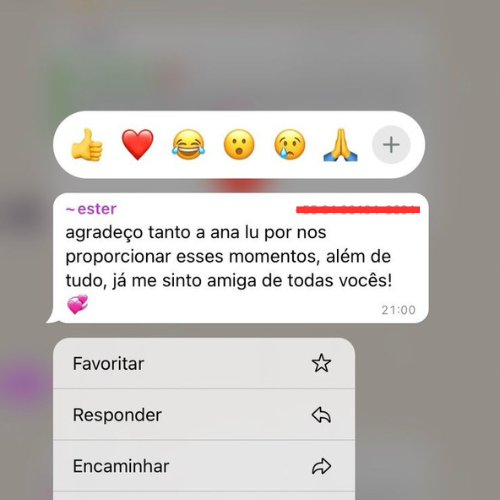 ~ ester
agradeço tanto a ana lu por nos
proporcionar esses momentos, além de
tudo, já me sinto amiga de todas vocês!
💞
21:00
Favoritar
Responder
Encaminhar